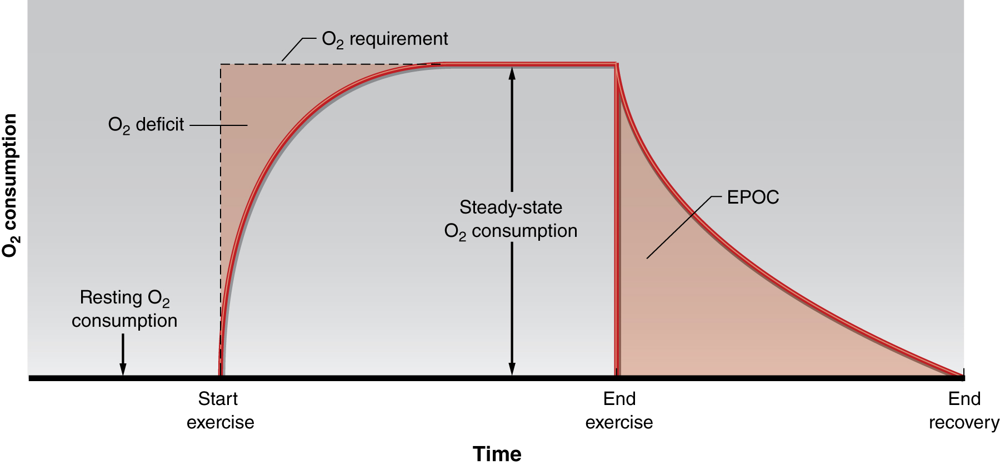 O₂ requirement
O₂ deficit
O₂ consumption
EPOC
Steady-state
O₂ consumption
Resting O₂
consumption
Start
exercise
End
exercise
End
recovery
Time